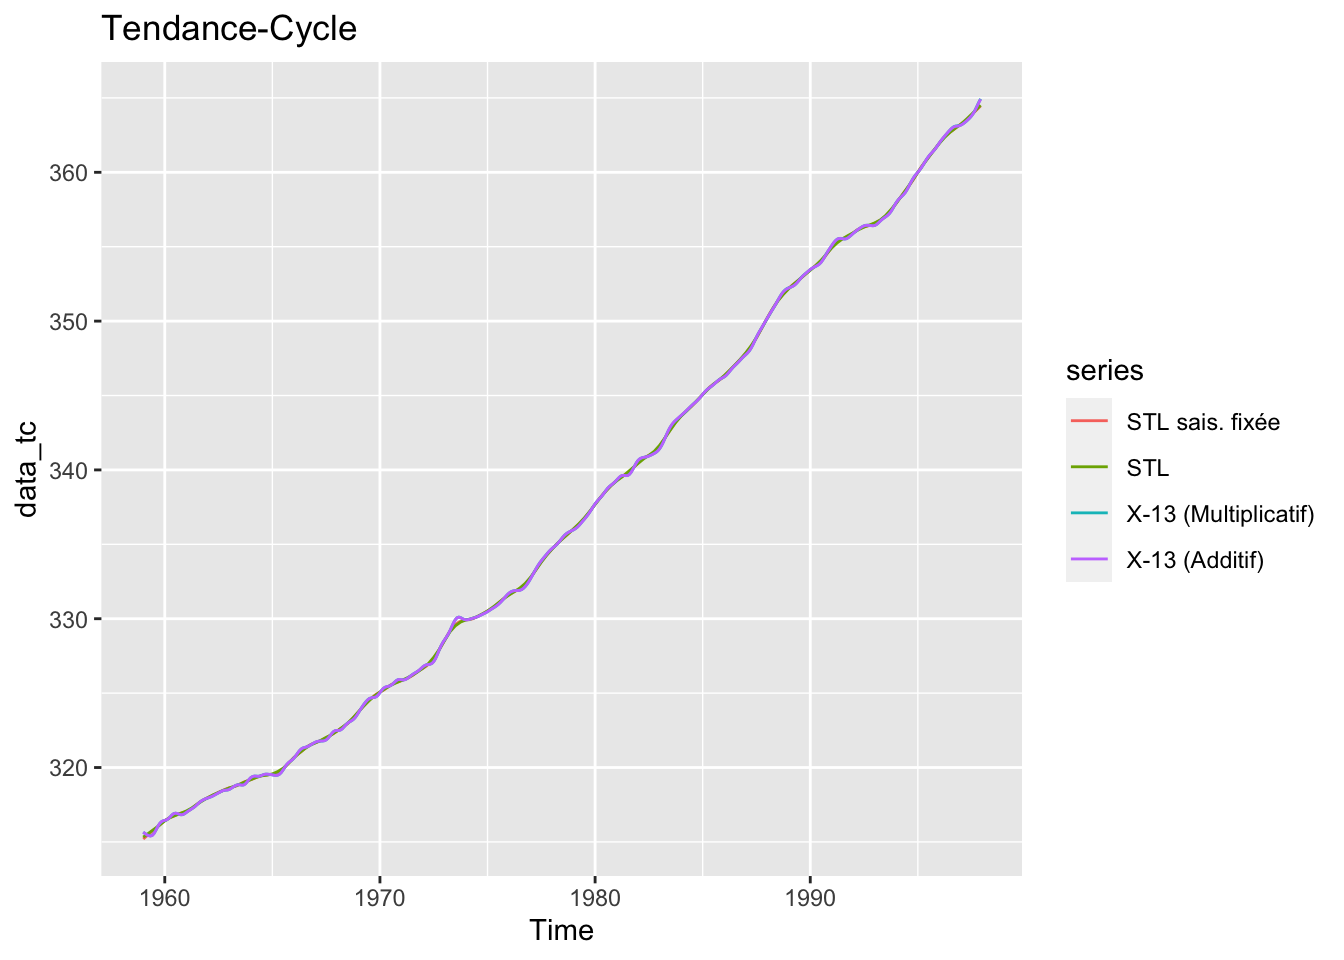 Tendance-Cycle
data_tc
360
350
340
330
320
1960
1970
1980
1990
Time
series
STL sais. fixée
STL
X-13 (Multiplicatif)
X-13 (Additif)